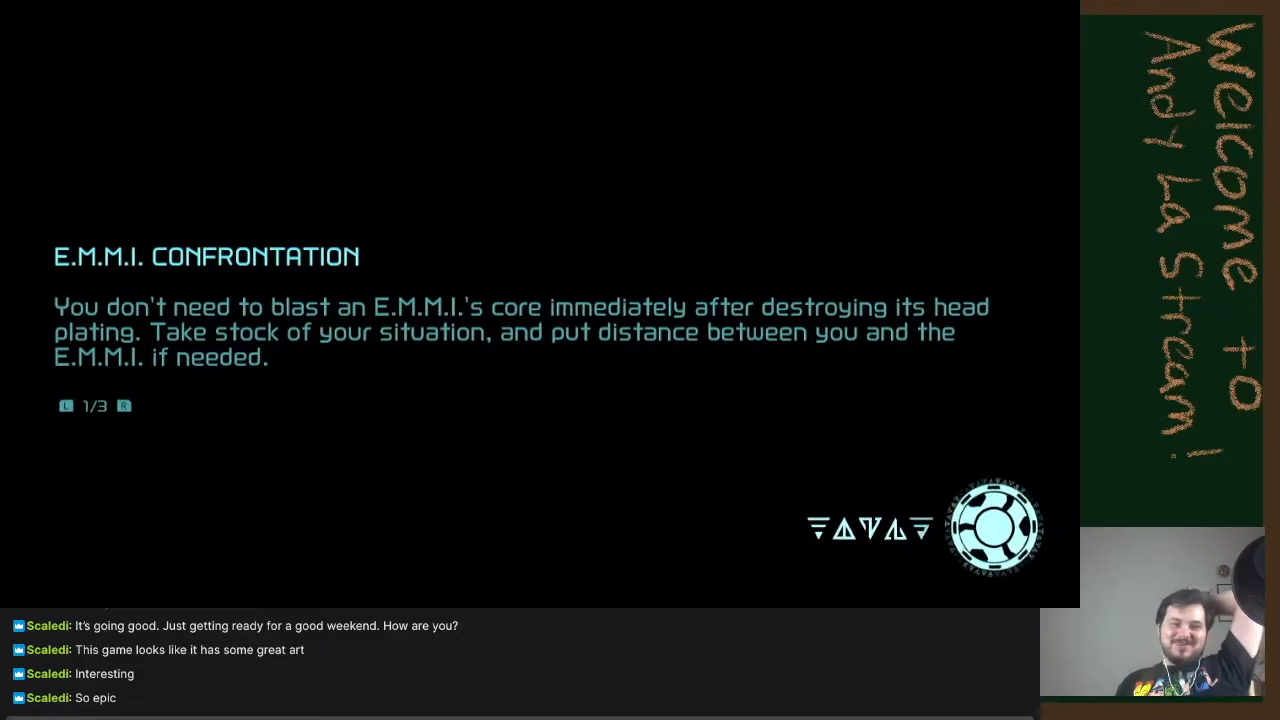 E.M.M.I. CONFRONTATION
You don't need to blast an E.M.M.I.'s core immediately after destroying its head
plating. Take stock of your situation, and put distance between you and the
E.M.M.I. if needed.
L 1/3 R
Scaledi: It's going good. Just getting ready for a good weekend. How are you?
Scaledi: This game looks like it has some great art
Scaledi: Interesting
Scaledi: So epic
Welcome to
Andy La Stream!